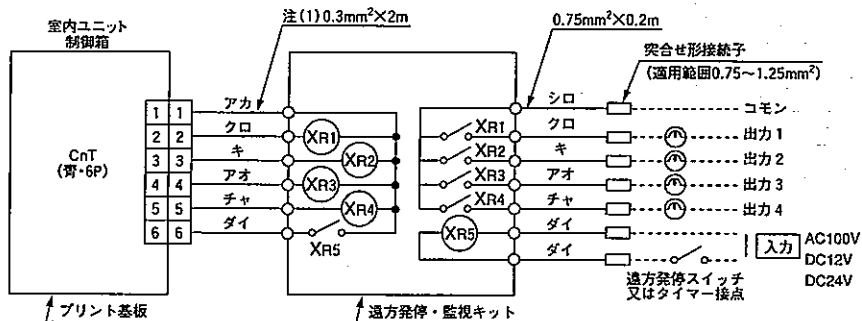 室内ユニット
制御箱
注(1)0.3mm²×2m
0.75mm²×0.2m
突合せ形接続子
(適用範囲0.75～1.25mm²)
CnT
(青・6P)
1 1 アカ
2 2 クロ XR1
3 3 キ XR2
4 4 アオ XR3
5 5 チャ XR4
6 6 ダイ XR5
シロ コモン
XR1 クロ 出力1
XR2 キ 出力2
XR3 アオ 出力3
XR4 チャ 出力4
XR5 ダイ
ダイ
入力
AC100V
DC12V
DC24V
遠方発停スイッチ
又はタイマー接点
プリント基板
遠方発停・監視キット